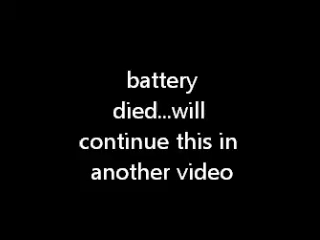 battery
died...will
continue this in
another video